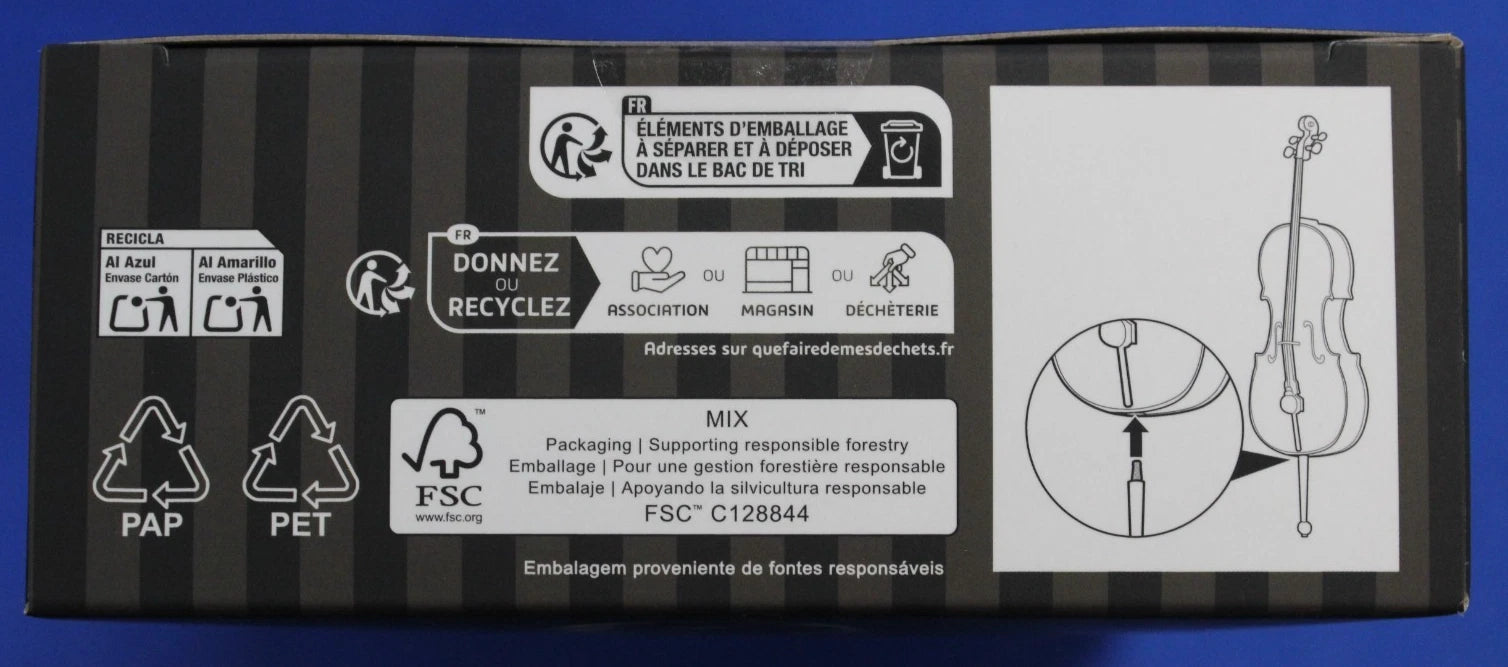 FR
ÉLÉMENTS D'EMBALLAGE
À SÉPARER ET À DÉPOSER
DANS LE BAC DE TRI
RECICLA
Al Azul
Envase Cartón
Al Amarillo
Envase Plástico
FR
DONNEZ
OU
RECYCLEZ
ASSOCIATION
OU
MAGASIN
OU
DÉCHÈTERIE
Adresses sur quefairedemesdechets.fr
PAP
PET
FSC™
www.fsc.org
MIX
Packaging | Supporting responsible forestry
Emballage | Pour une gestion forestière responsable
Embalaje | Apoyando la silvicultura responsable
FSC™ C128844
Embalagem proveniente de fontes responsáveis